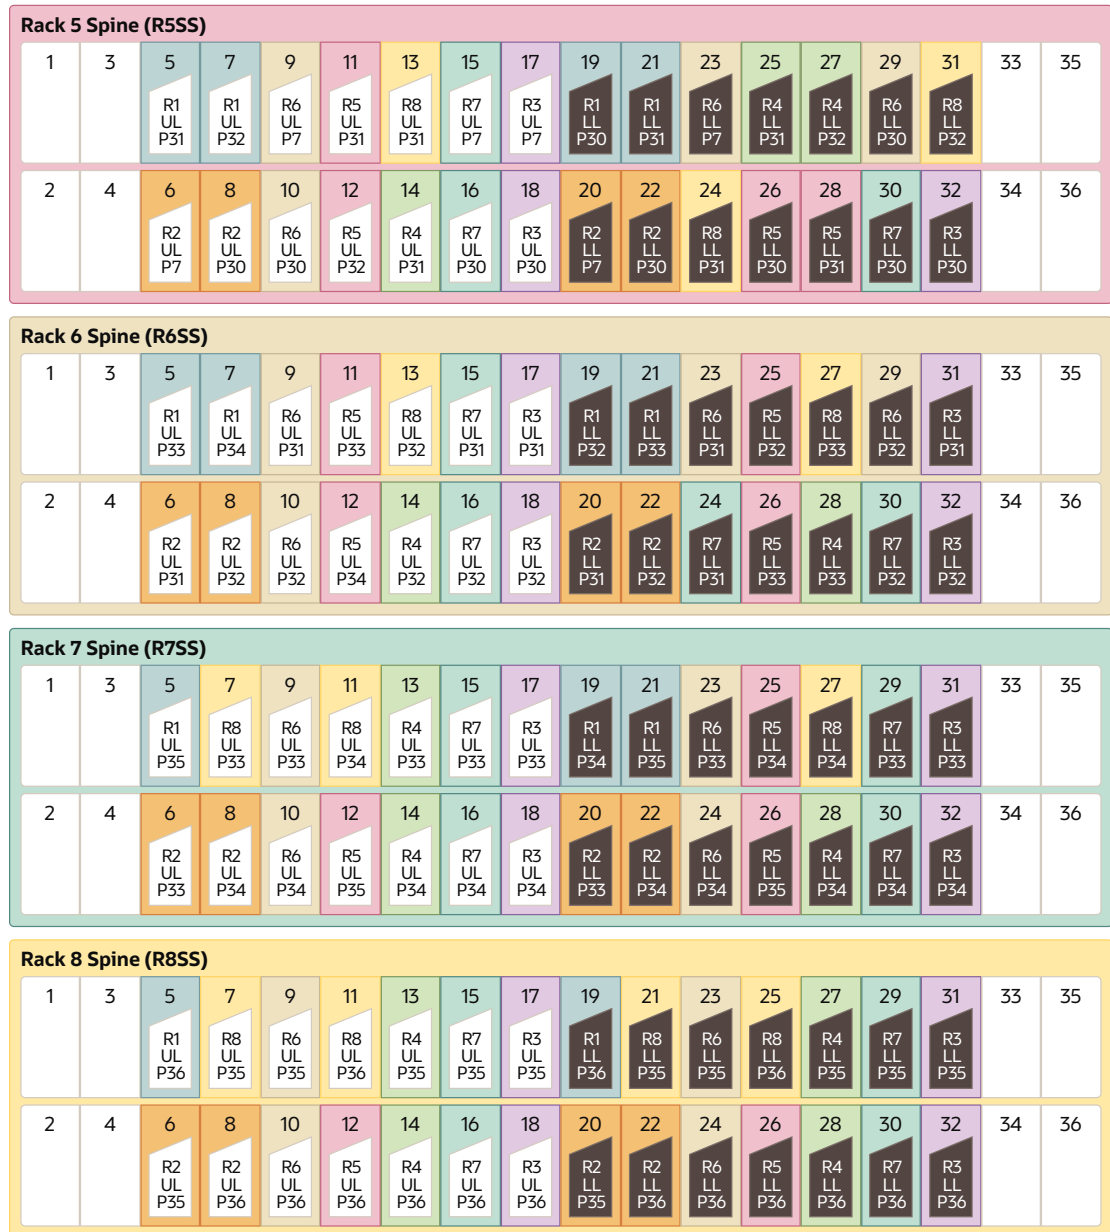 Rack 5 Spine (R5SS)
1 3 5 7 9 11 13 15 17 19 21 23 25 27 29 31 33 35
R1 R1 R6 R5 R8 R7 R3 R1 R1 R6 R4 R4 R6 R8
UL UL UL UL UL UL UL LL LL LL LL LL LL LL
P31 P32 P7 P31 P31 P7 P7 P30 P31 P7 P31 P32 P30 P32
2 4 6 8 10 12 14 16 18 20 22 24 26 28 30 32 34 36
R2 R2 R6 R5 R4 R7 R3 R2 R2 R8 R5 R5 R7 R3
UL UL UL UL UL UL UL LL LL LL LL LL LL LL
P7 P30 P30 P32 P31 P30 P30 P7 P30 P31 P30 P31 P30 P30
Rack 6 Spine (R6SS)
1 3 5 7 9 11 13 15 17 19 21 23 25 27 29 31 33 35
R1 R1 R6 R5 R8 R7 R3 R1 R1 R6 R5 R8 R6 R3
UL UL UL UL UL UL UL LL LL LL LL LL LL LL
P33 P34 P31 P33 P32 P31 P31 P32 P33 P31 P32 P33 P32 P31
2 4 6 8 10 12 14 16 18 20 22 24 26 28 30 32 34 36
R2 R2 R6 R5 R4 R7 R3 R2 R2 R7 R5 R4 R7 R3
UL UL UL UL UL UL UL LL LL LL LL LL LL LL
P31 P32 P32 P34 P32 P32 P32 P31 P32 P31 P33 P33 P32 P32
Rack 7 Spine (R7SS)
1 3 5 7 9 11 13 15 17 19 21 23 25 27 29 31 33 35
R1 R8 R6 R8 R4 R7 R3 R1 R1 R6 R5 R8 R7 R3
UL UL UL UL UL UL UL LL LL LL LL LL LL LL
P35 P33 P33 P34 P33 P33 P33 P34 P35 P33 P34 P34 P33 P33
2 4 6 8 10 12 14 16 18 20 22 24 26 28 30 32 34 36
R2 R2 R6 R5 R4 R7 R3 R2 R2 R6 R5 R4 R7 R3
UL UL UL UL UL UL UL LL LL LL LL LL LL LL
P33 P34 P34 P35 P34 P34 P34 P33 P34 P34 P35 P34 P34 P34
Rack 8 Spine (R8SS)
1 3 5 7 9 11 13 15 17 19 21 23 25 27 29 31 33 35
R1 R8 R6 R8 R4 R7 R3 R1 R8 R6 R8 R4 R7 R3
UL UL UL UL UL UL UL LL LL LL LL LL LL LL
P36 P35 P35 P36 P35 P35 P35 P36 P35 P35 P36 P35 P35 P35
2 4 6 8 10 12 14 16 18 20 22 24 26 28 30 32 34 36
R2 R2 R6 R5 R4 R7 R3 R2 R2 R6 R5 R4 R7 R3
UL UL UL UL UL UL UL LL LL LL LL LL LL LL
P35 P36 P36 P36 P36 P36 P36 P35 P36 P36 P36 P36 P36 P36